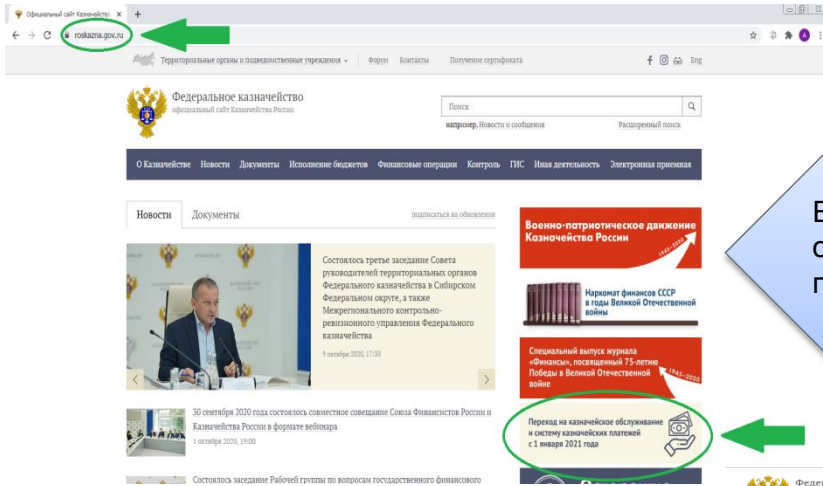 Официальный сайт Казначейства
roskazna.gov.ru
Территориальные органы и подведомственные учреждения
Форум Контакты Получение сертификата
Eng
Федеральное казначейство
официальный сайт Казначейства России
Поиск
например, Новости и сообщения
Расширенный поиск
О Казначействе Новости Документы Исполнение бюджетов Финансовые операции Контроль ГИС Иная деятельность Электронная приемная
Новости Документы
подписаться на обновления
Состоялось третье заседание Совета
руководителей территориальных органов
Федерального казначейства в Сибирском
Федеральном округе, а также
Межрегионального контрольно-
ревизионного управления Федерального
казначейства
9 октября 2020, 17:30
30 сентября 2020 года состоялось совместное совещание Союза Финансистов России и
Казначейства России в формате вебинара
1 октября 2020, 19:00
Состоялось заседание Рабочей группы по вопросам государственного финансового
Военно-патриотическое движение
Казначейства России
1945-2020
Наркомат финансов СССР
в годы Великой Отечественной
войны
Специальный выпуск журнала
«Финансы», посвященный 75-летию
Победы в Великой Отечественной
войне
1945-2020
Переход на казначейское обслуживание
и систему казначейских платежей
с 1 января 2021 года